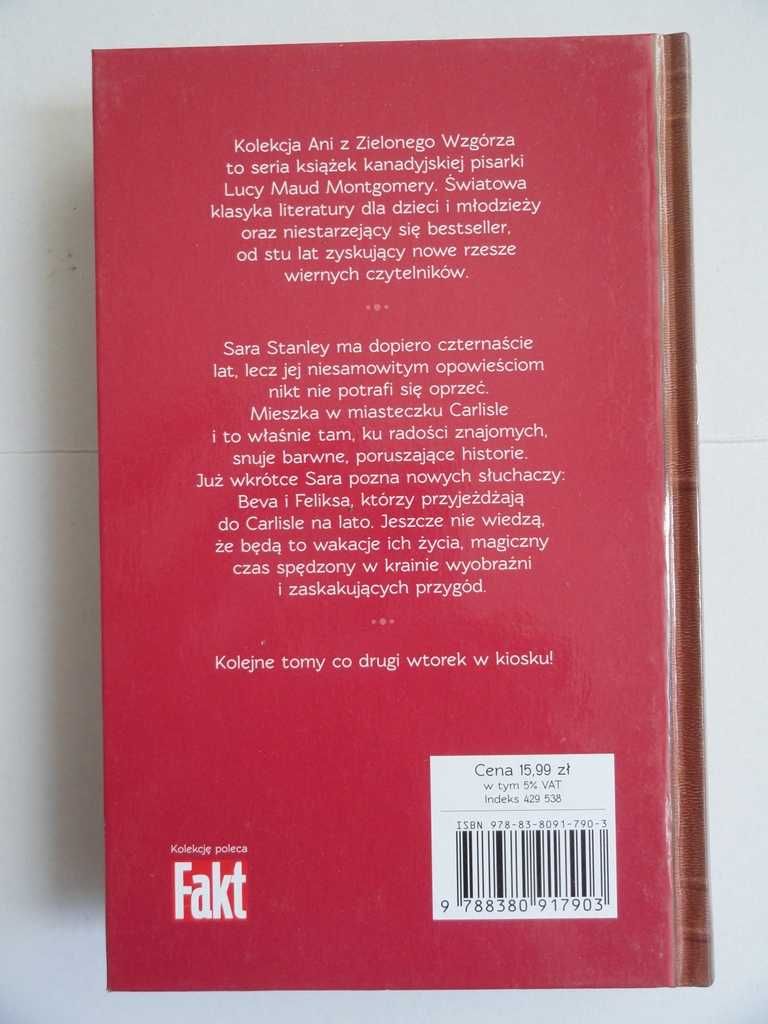 Kolekcja Ani z Zielonego Wzgórza
to seria książek kanadyjskiej pisarki
Lucy Maud Montgomery. Światowa
klasyka literatury dla dzieci i młodzieży
oraz niestarzejący się bestseller,
od stu lat zyskujący nowe rzesze
wiernych czytelników.
Sara Stanley ma dopiero czternaście
lat, lecz jej niesamowitym opowieściom
nikt nie potrafi się oprzeć.
Mieszka w miasteczku Carlisle
i to właśnie tam, ku radości znajomych,
snuje barwne, poruszające historie.
Już wkrótce Sara pozna nowych słuchaczy:
Beva i Feliksa, którzy przyjeżdżają
do Carlisle na lato. Jeszcze nie wiedzą,
że będą to wakacje ich życia, magiczny
czas spędzony w krainie wyobraźni
i zaskakujących przygód.
Kolejne tomy co drugi wtorek w kiosku!
Cena 15,99 zł
w tym 5% VAT
Indeks 429 538
ISBN 978-83-8091-790-3
9 788380 917903
Kolekcję poleca
Fakt